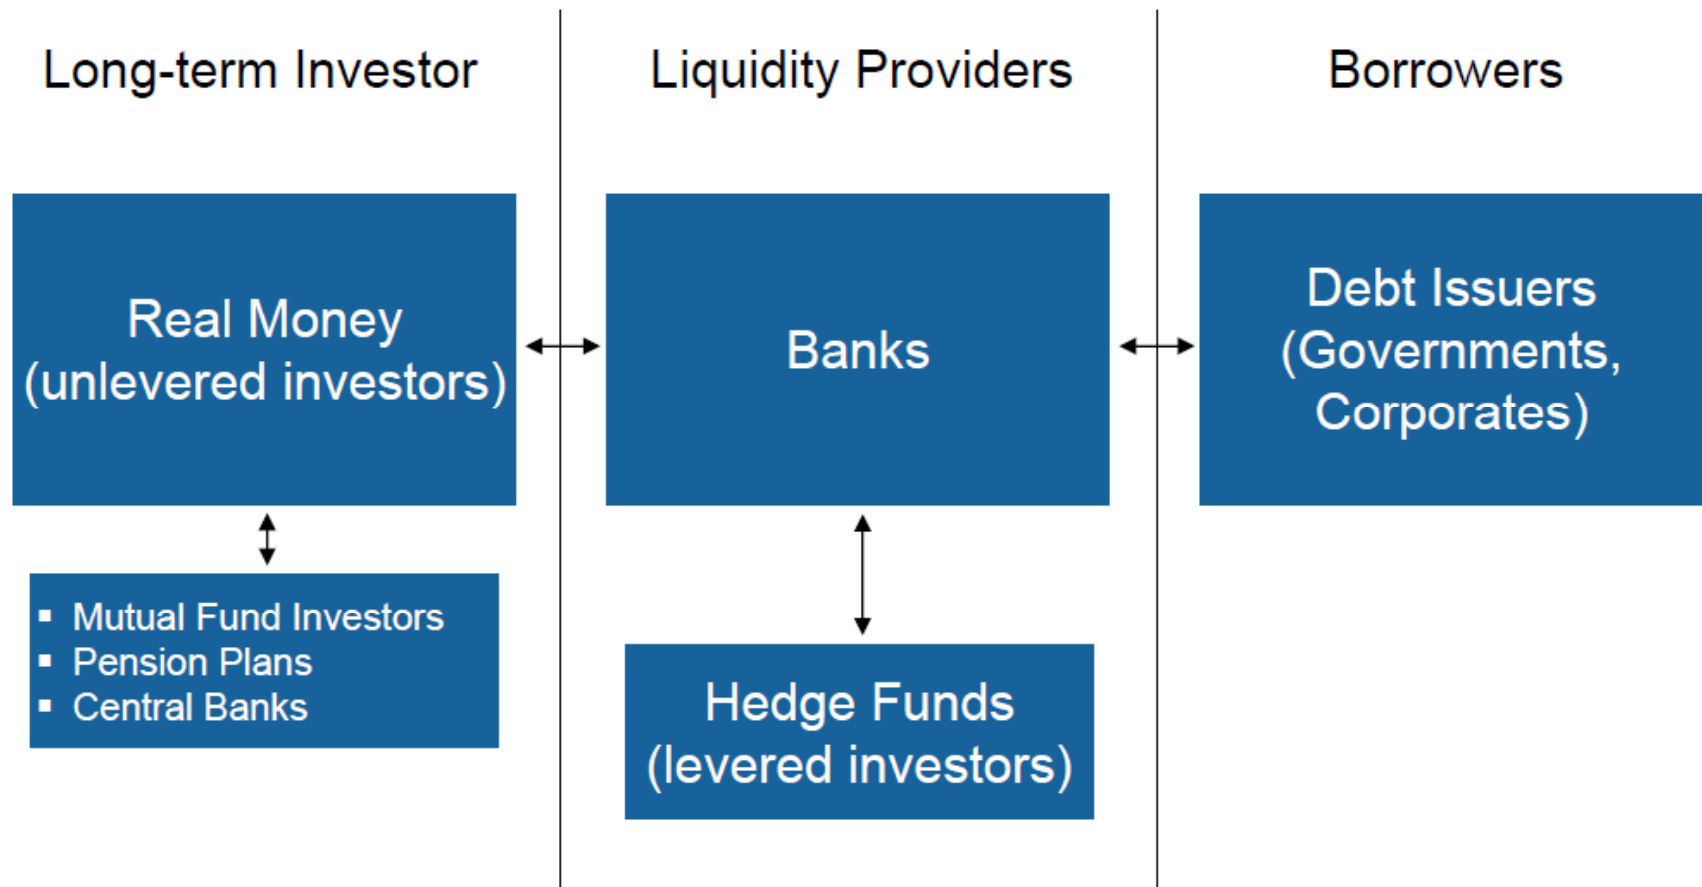 Long-term Investor
Liquidity Providers
Borrowers
Real Money
(unlevered investors)
Banks
Debt Issuers
(Governments,
Corporates)
▪ Mutual Fund Investors
▪ Pension Plans
▪ Central Banks
Hedge Funds
(levered investors)